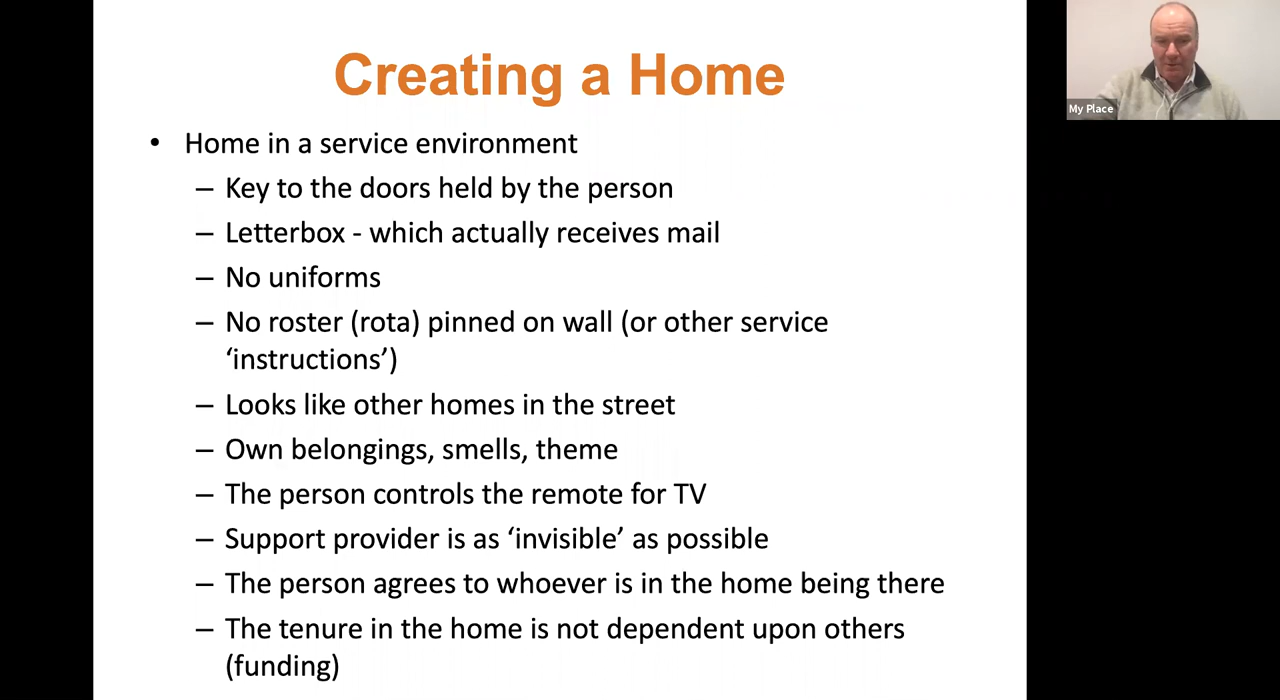 Creating a Home
• Home in a service environment
– Key to the doors held by the person
– Letterbox - which actually receives mail
– No uniforms
– No roster (rota) pinned on wall (or other service
‘instructions’)
– Looks like other homes in the street
– Own belongings, smells, theme
– The person controls the remote for TV
– Support provider is as ‘invisible’ as possible
– The person agrees to whoever is in the home being there
– The tenure in the home is not dependent upon others
(funding)
My Place